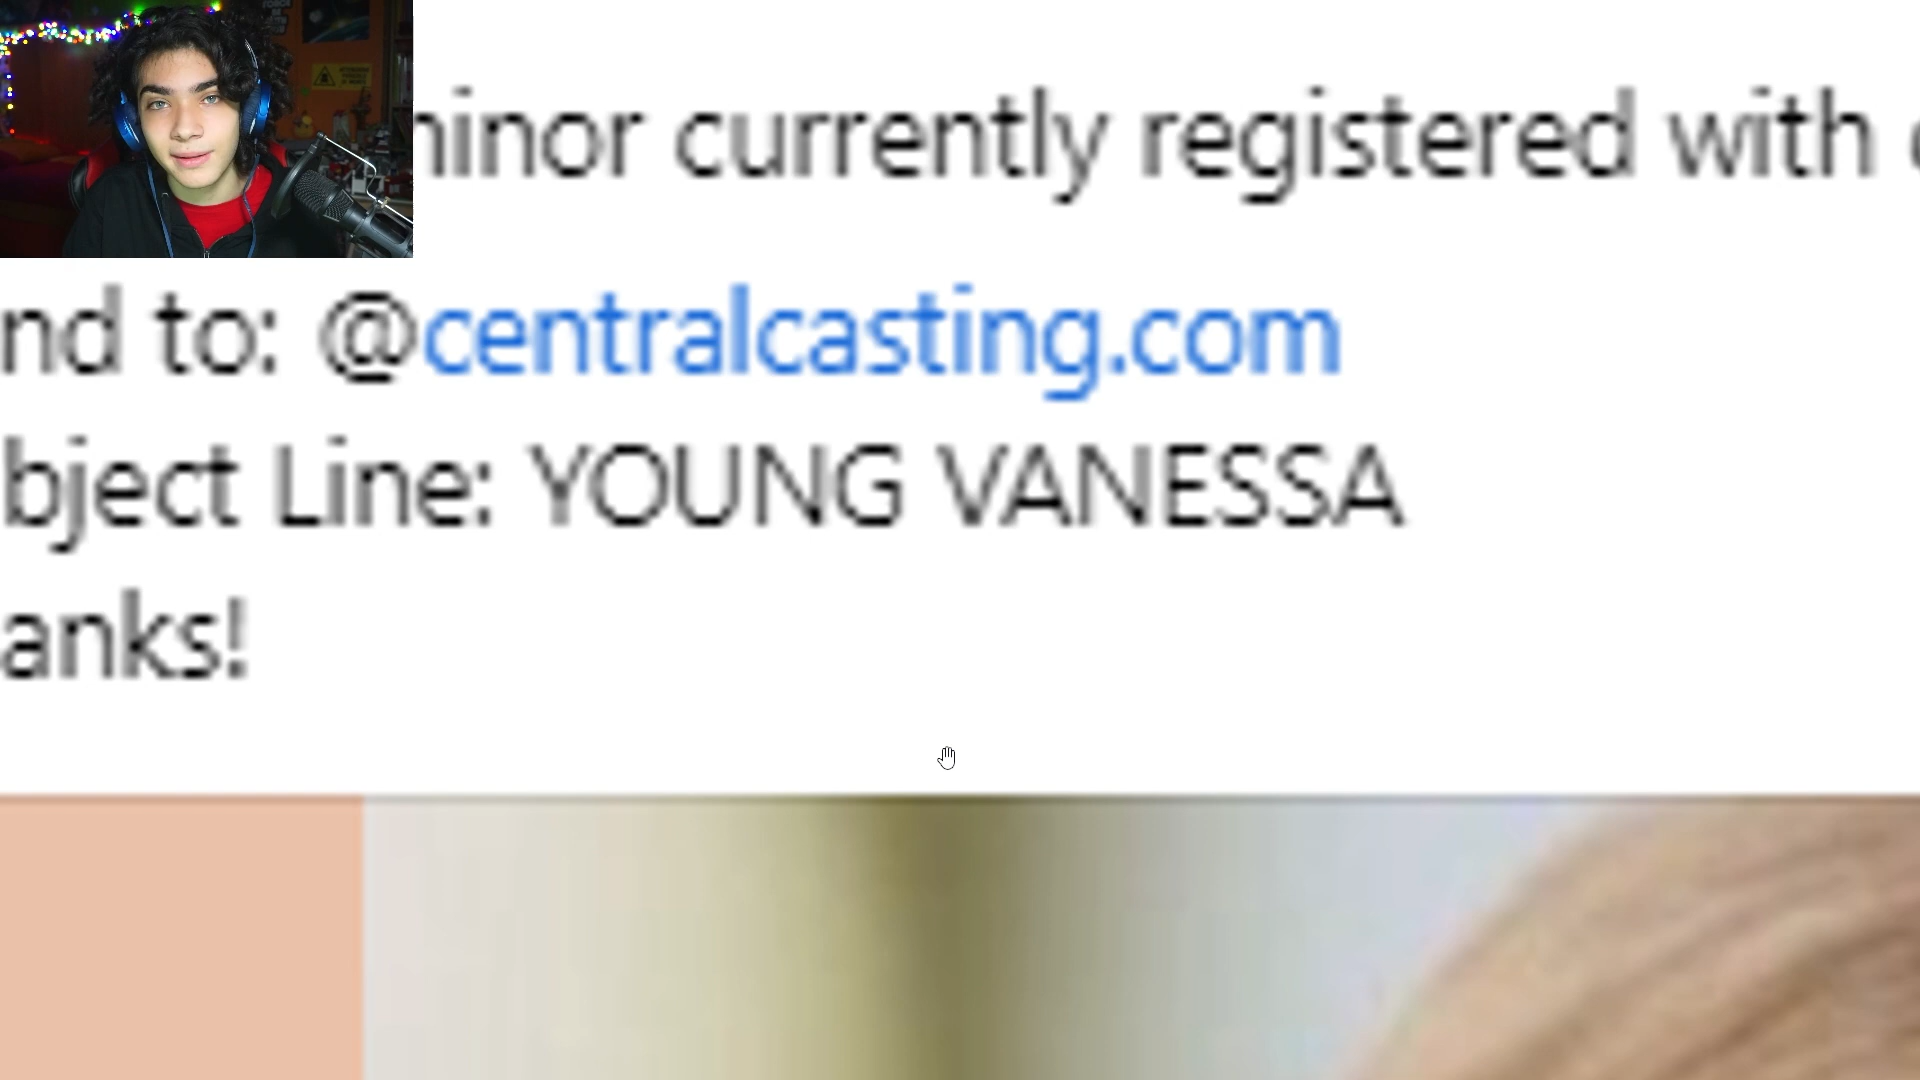 minor currently registered with
nd to: @centralcasting.com
bject Line: YOUNG VANESSA
anks!